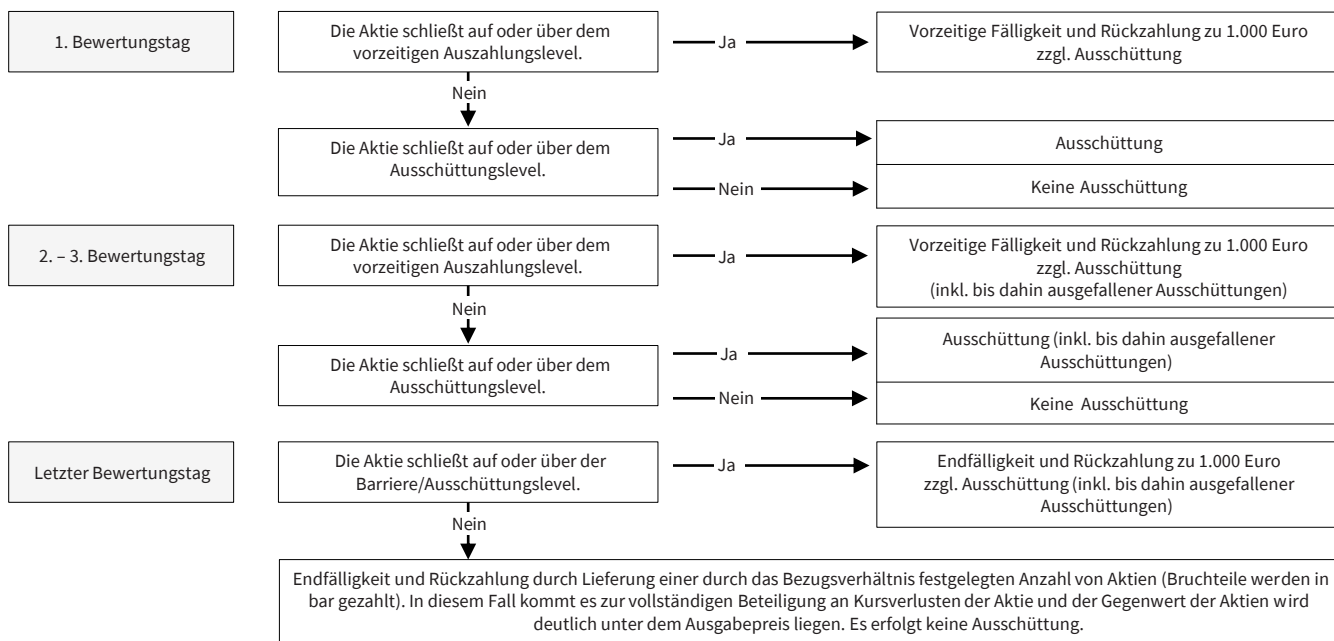 1. Bewertungstag
Die Aktie schließt auf oder über dem
vorzeitigen Auszahlungslevel.
Ja
Vorzeitige Fälligkeit und Rückzahlung zu 1.000 Euro
zzgl. Ausschüttung
Nein
Die Aktie schließt auf oder über dem
Ausschüttungslevel.
Ja
Ausschüttung
Nein
Keine Ausschüttung
2. – 3. Bewertungstag
Die Aktie schließt auf oder über dem
vorzeitigen Auszahlungslevel.
Ja
Vorzeitige Fälligkeit und Rückzahlung zu 1.000 Euro
zzgl. Ausschüttung
(inkl. bis dahin ausgefallener Ausschüttungen)
Nein
Die Aktie schließt auf oder über dem
Ausschüttungslevel.
Ja
Ausschüttung (inkl. bis dahin ausgefallener
Ausschüttungen)
Nein
Keine Ausschüttung
Letzter Bewertungstag
Die Aktie schließt auf oder über der
Barriere/Ausschüttungslevel.
Ja
Endfälligkeit und Rückzahlung zu 1.000 Euro
zzgl. Ausschüttung (inkl. bis dahin ausgefallener
Ausschüttungen)
Nein
Endfälligkeit und Rückzahlung durch Lieferung einer durch das Bezugsverhältnis festgelegten Anzahl von Aktien (Bruchteile werden in
bar gezahlt). In diesem Fall kommt es zur vollständigen Beteiligung an Kursverlusten der Aktie und der Gegenwert der Aktien wird
deutlich unter dem Ausgabepreis liegen. Es erfolgt keine Ausschüttung.